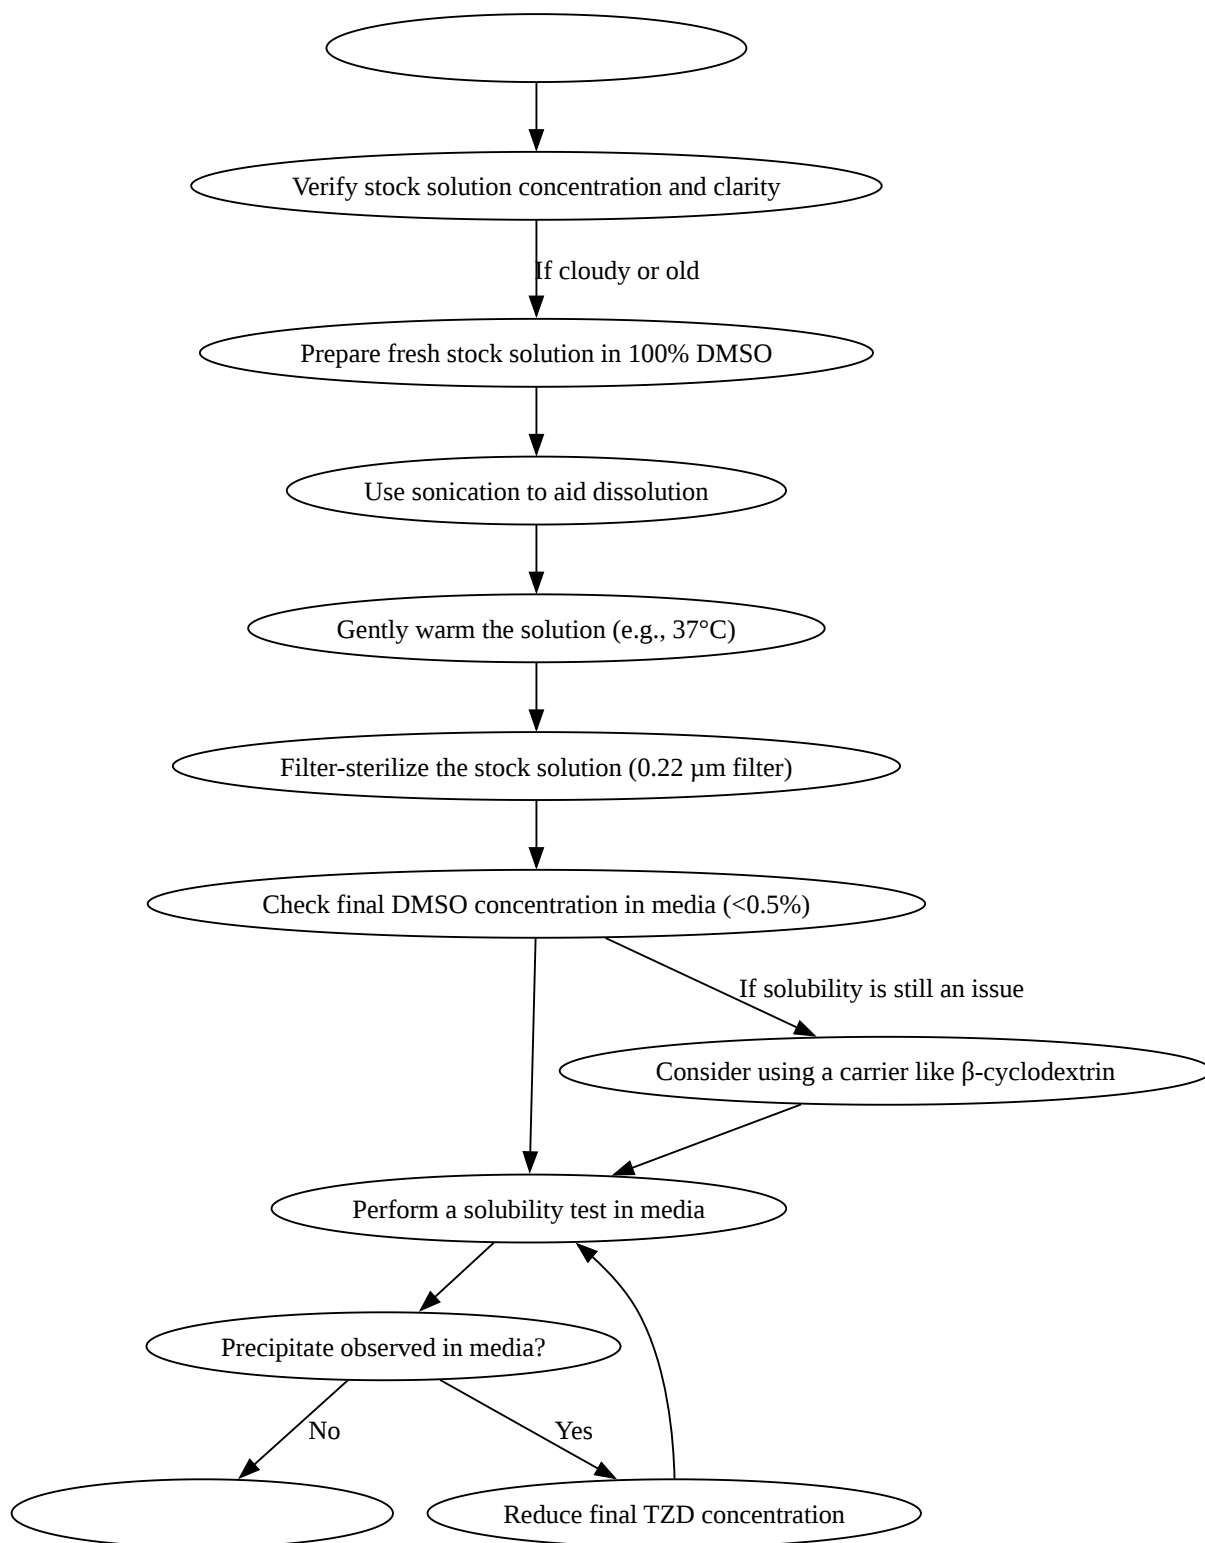 Verify stock solution concentration and clarity
If cloudy or old
Prepare fresh stock solution in 100% DMSO
Use sonication to aid dissolution
Gently warm the solution (e.g., 37°C)
Filter-sterilize the stock solution (0.22 µm filter)
Check final DMSO concentration in media (<0.5%)
If solubility is still an issue
Consider using a carrier like β-cyclodextrin
Perform a solubility test in media
Precipitate observed in media?
No
Yes
Reduce final TZD concentration